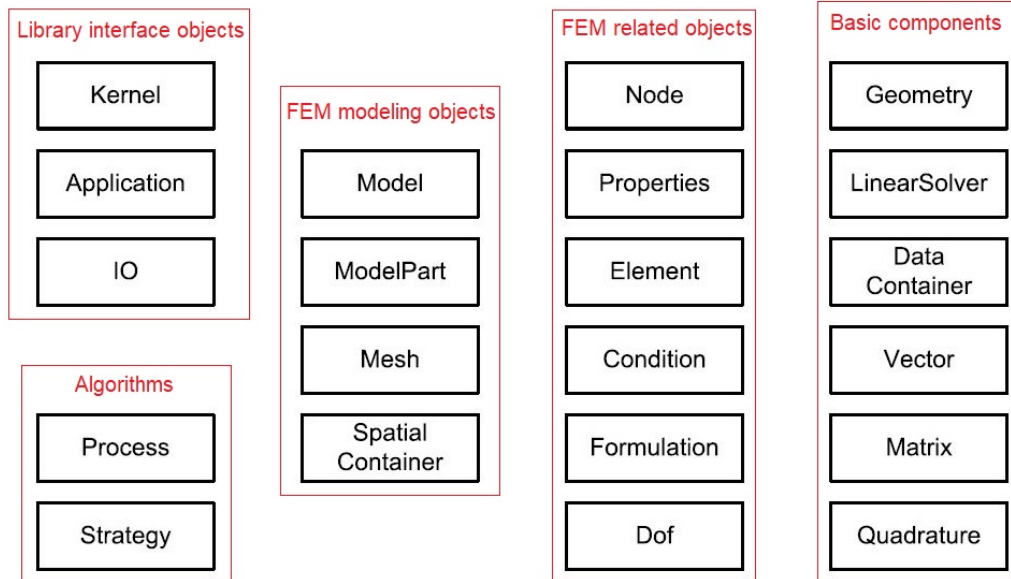 Library interface objects
Kernel
Application
IO
Algorithms
Process
Strategy
FEM modeling objects
Model
ModelPart
Mesh
Spatial
Container
FEM related objects
Node
Properties
Element
Condition
Formulation
Dof
Basic components
Geometry
LinearSolver
Data
Container
Vector
Matrix
Quadrature